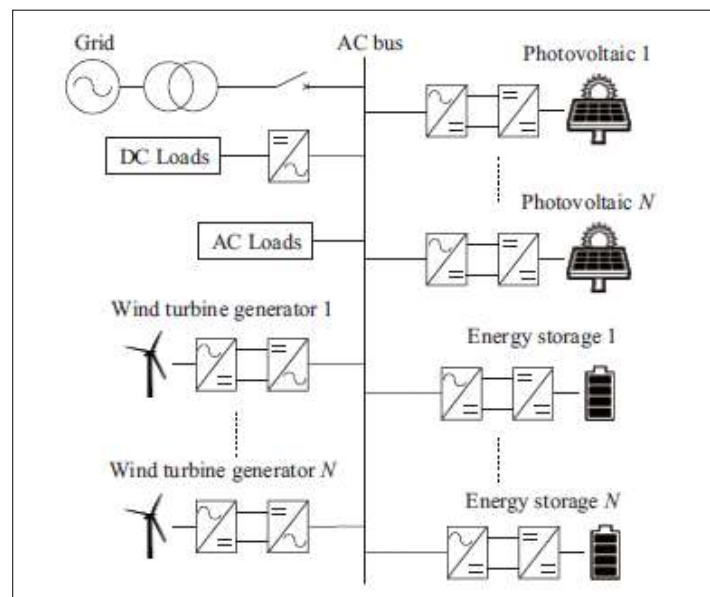 Grid
AC bus
Photovoltaic 1
DC Loads
Photovoltaic N
AC Loads
Wind turbine generator 1
Energy storage 1
Wind turbine generator N
Energy storage N